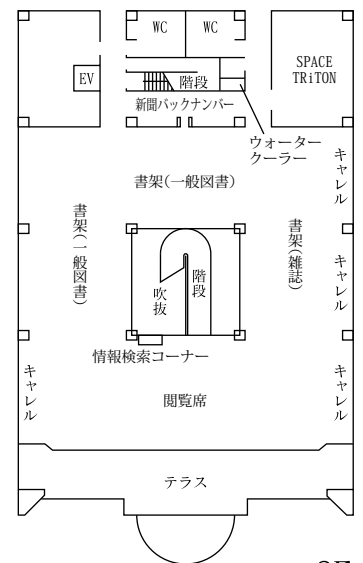 WC
WC
SPACE
TRiTON
EV
階段
新聞バックナンバー
ウォーター
クーラー
キャレル
書架(一般図書)
書架(一般図書)
書架(雑誌)
階段
吹抜
キャレル
情報検索コーナー
キャレル
キャレル
閲覧席
テラス